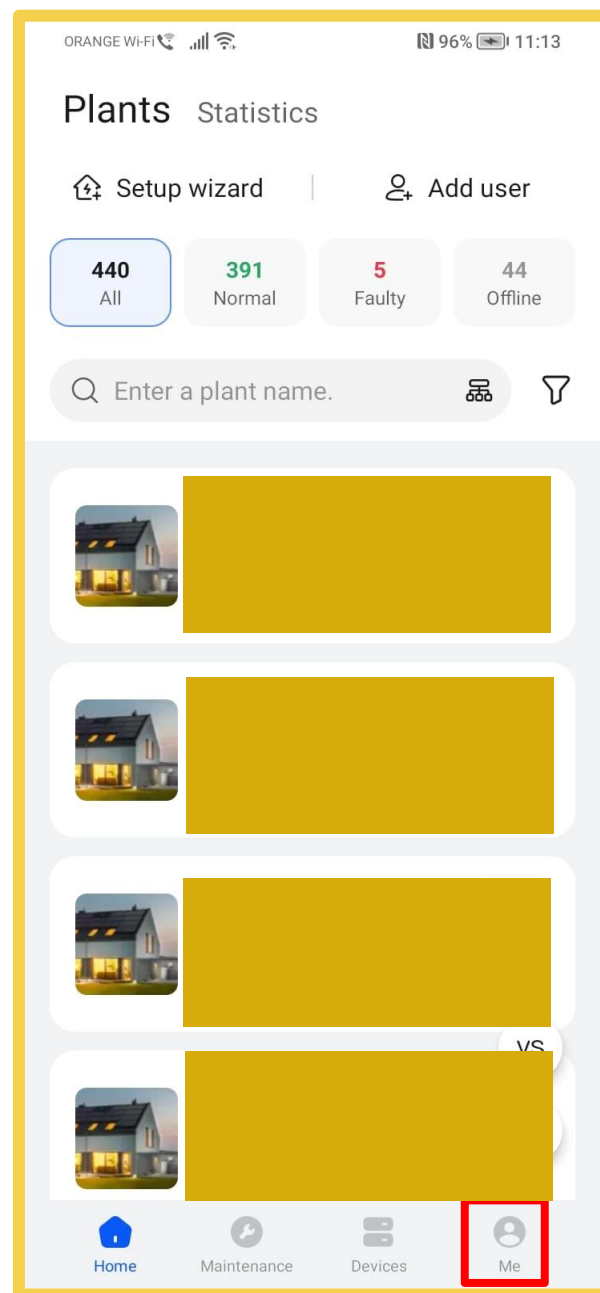 ORANGE Wi-Fi 96% 11:13
Plants Statistics
Setup wizard Add user
440 391 5 44
All Normal Faulty Offline
Enter a plant name.
VS
Home Maintenance Devices Me